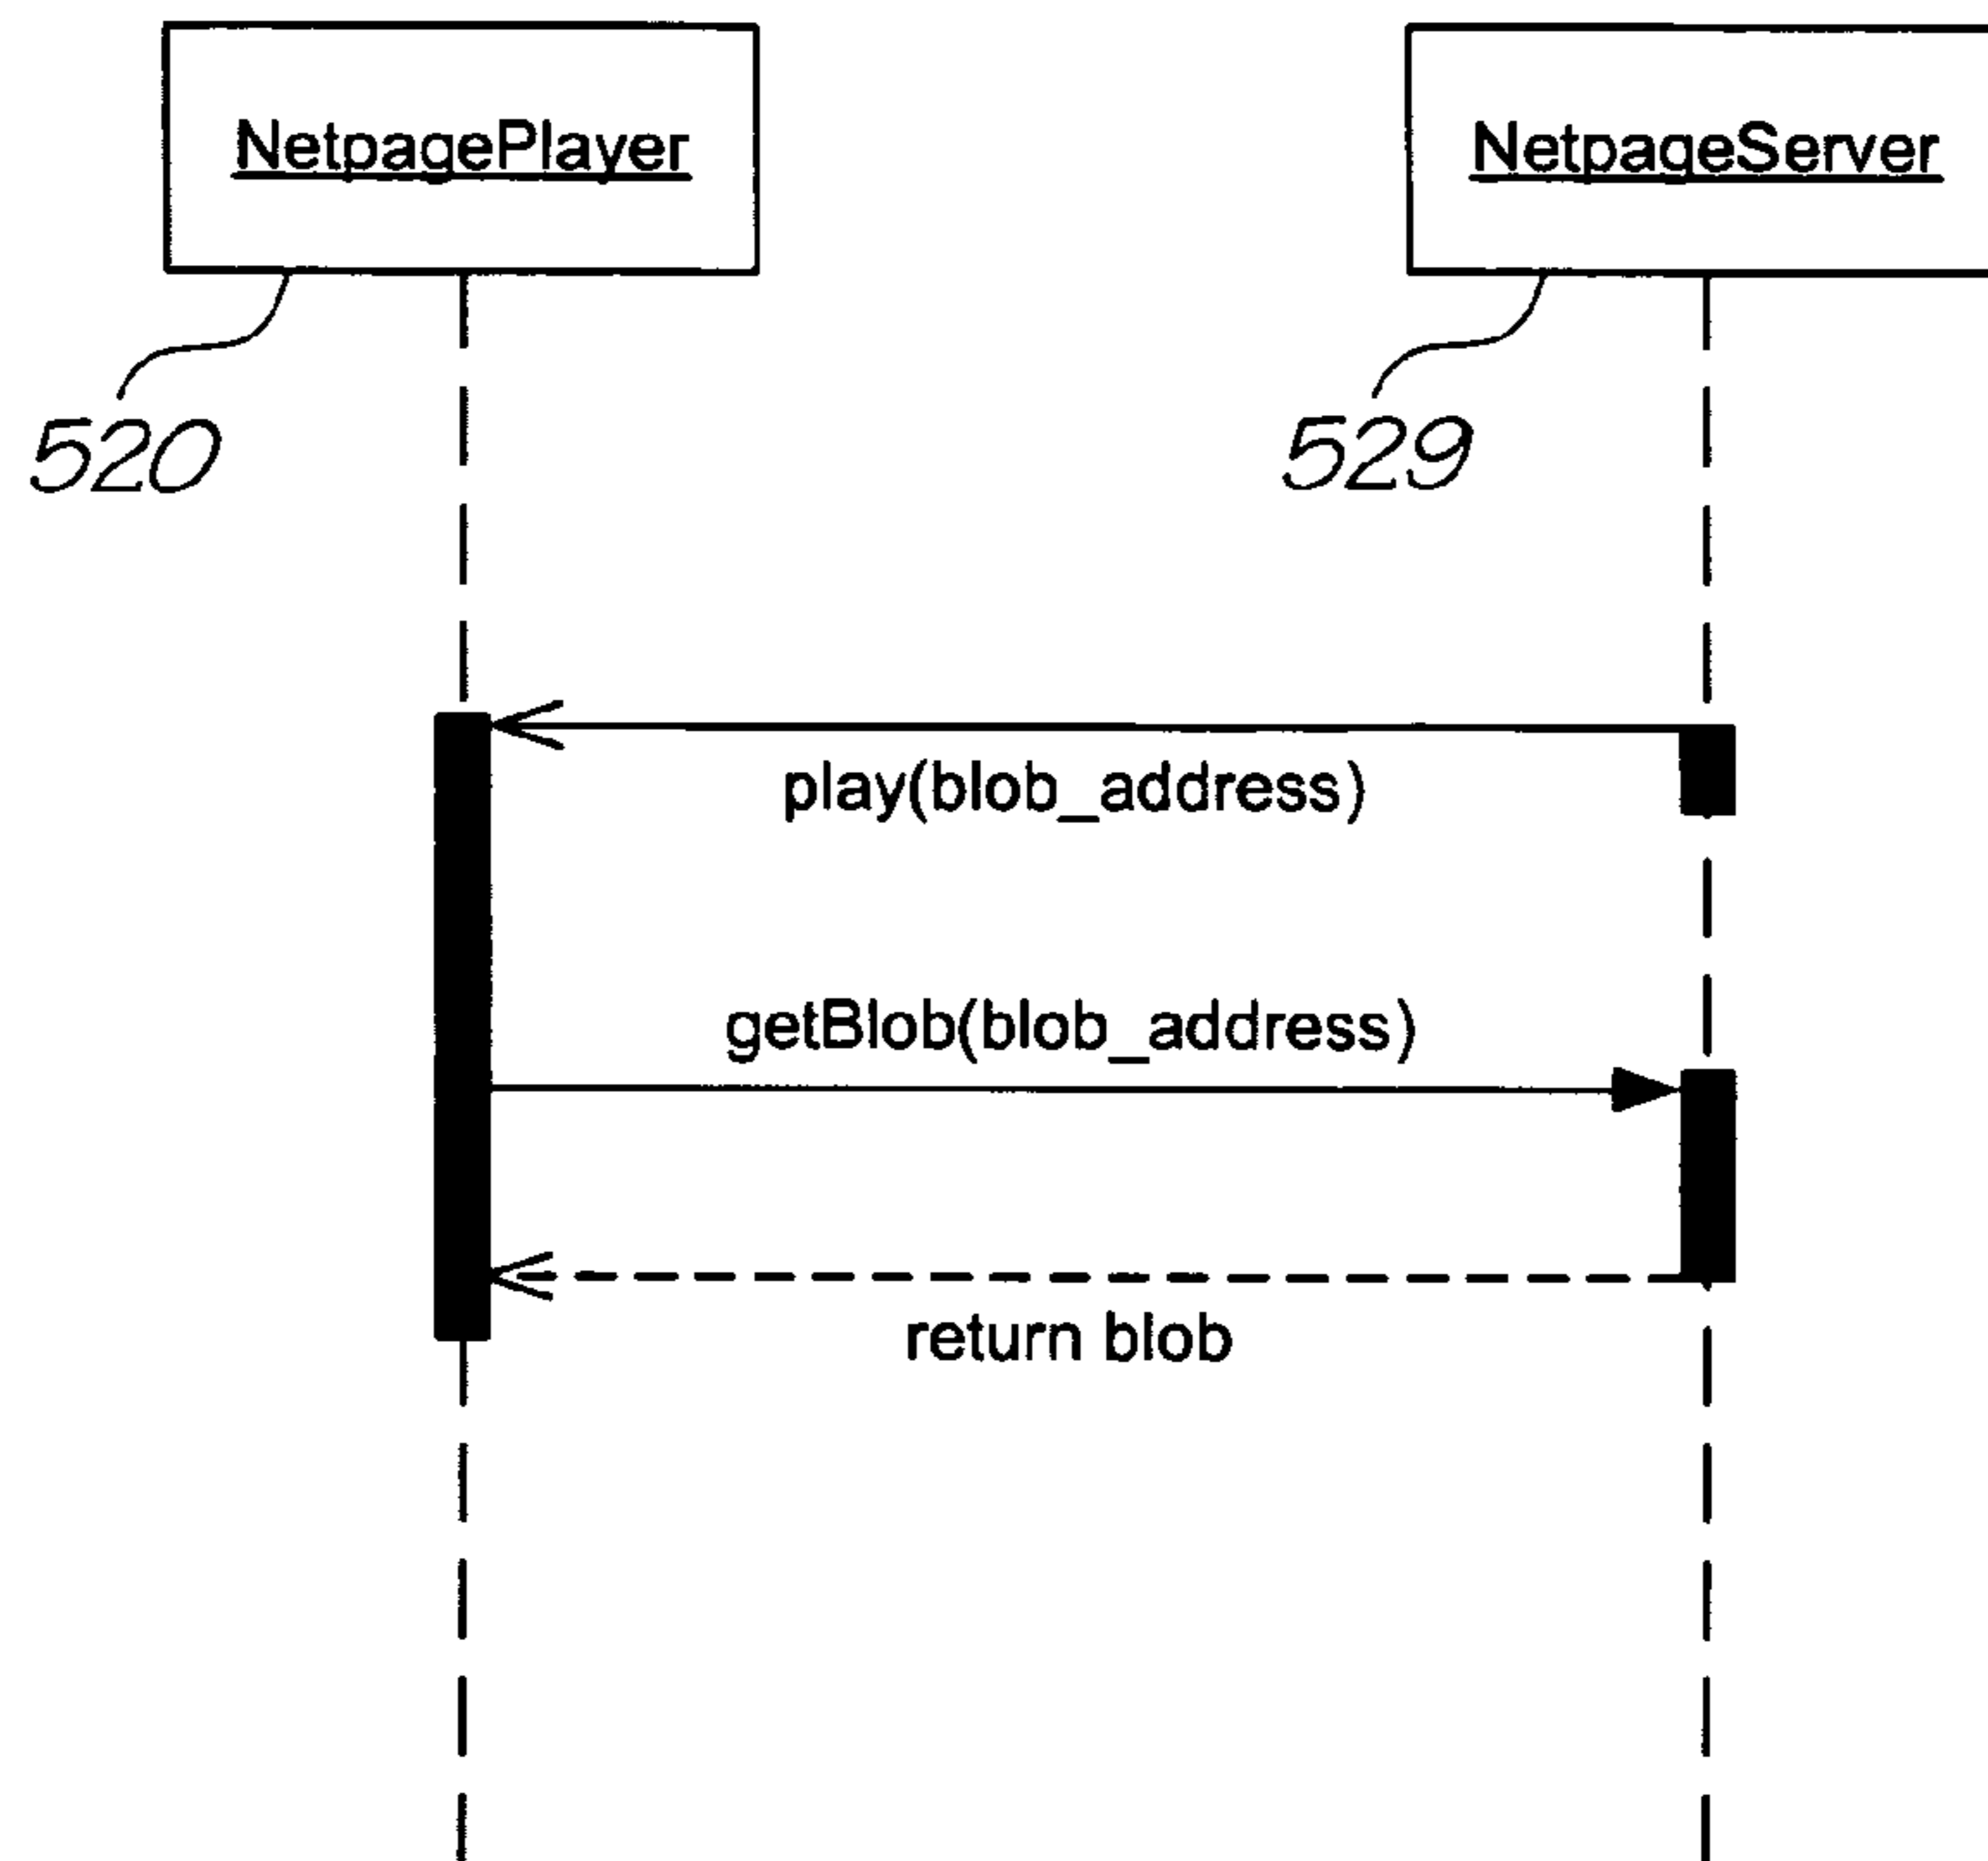 NetpagePlayer
NetpageServer
520
529
play(blob_address)
getBlob(blob_address)
return blob